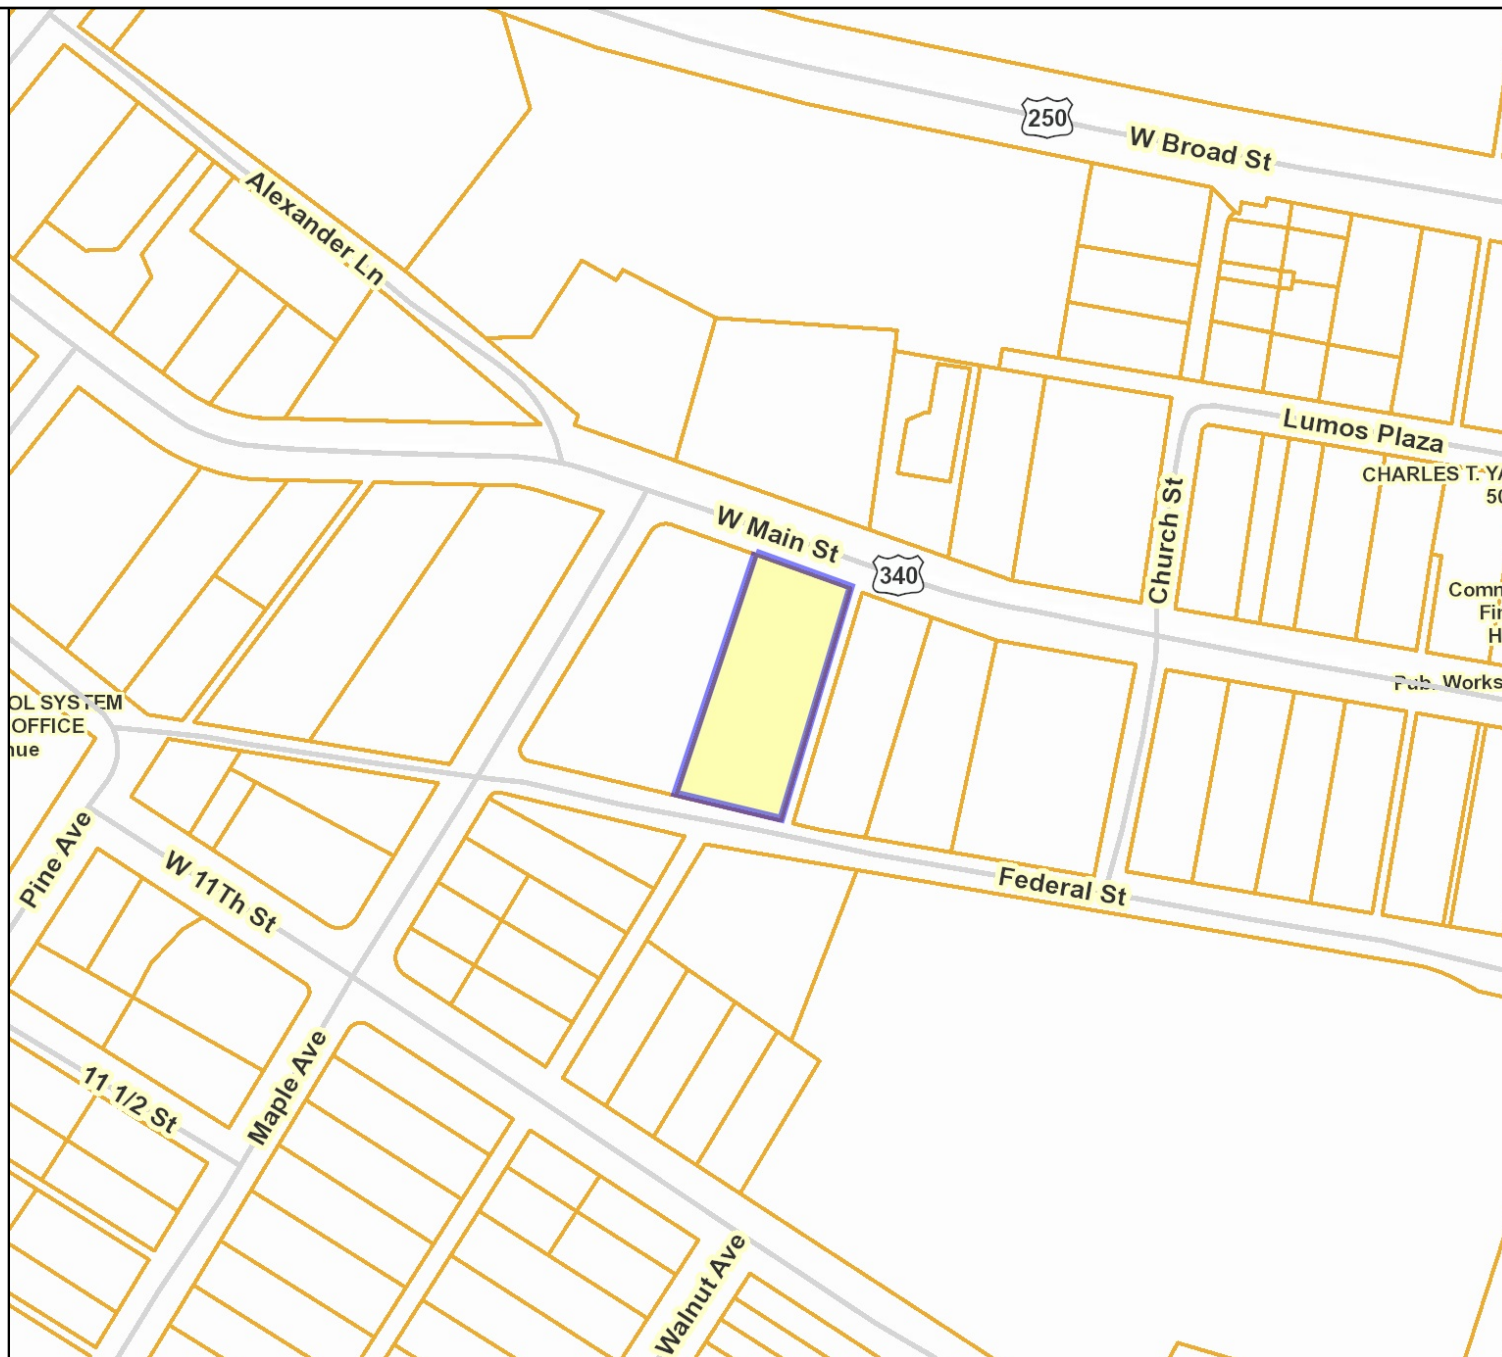 250
W Broad St
Alexander Ln
Lumos Plaza
CHARLES T. YA
50
W Main St
340
Church St
Comm
Fir
H
Pub. Works
OL SYSTEM
OFFICE
nue
Pine Ave
W 11Th St
Federal St
Maple Ave
11 1/2 St
Walnut Ave